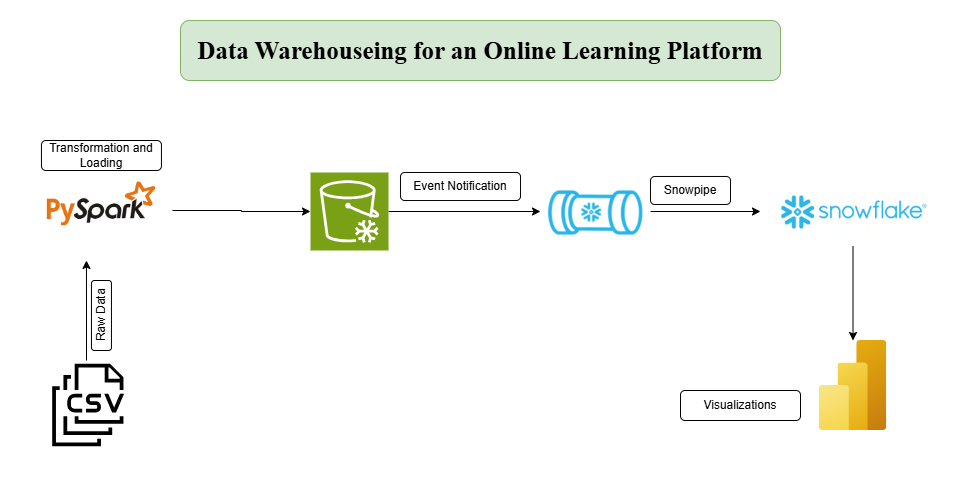 Data Warehouseing for an Online Learning Platform
Transformation and
Loading
PySpark
Event Notification
Snowpipe
snowflake®
Raw Data
CSV
Visualizations